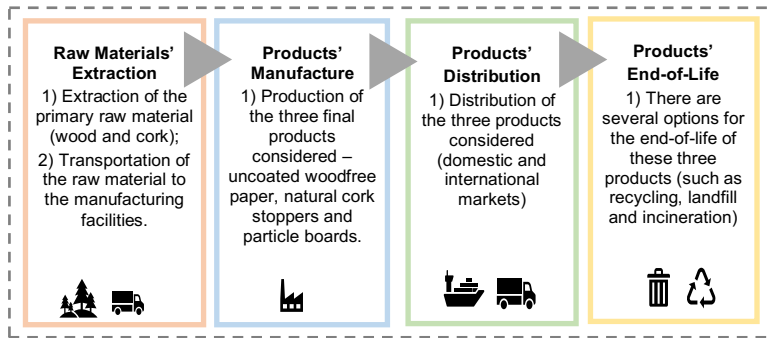 Raw Materials'
Extraction
1) Extraction of the
primary raw material
(wood and cork);
2) Transportation of
the raw material to
the manufacturing
facilities.
Products'
Manufacture
1) Production of
the three final
products
considered –
uncoated woodfree
paper, natural cork
stoppers and
particle boards.
Products'
Distribution
1) Distribution of
the three products
considered
(domestic and
international
markets)
Products'
End-of-Life
1) There are
several options for
the end-of-life of
these three
products (such as
recycling, landfill
and incineration)